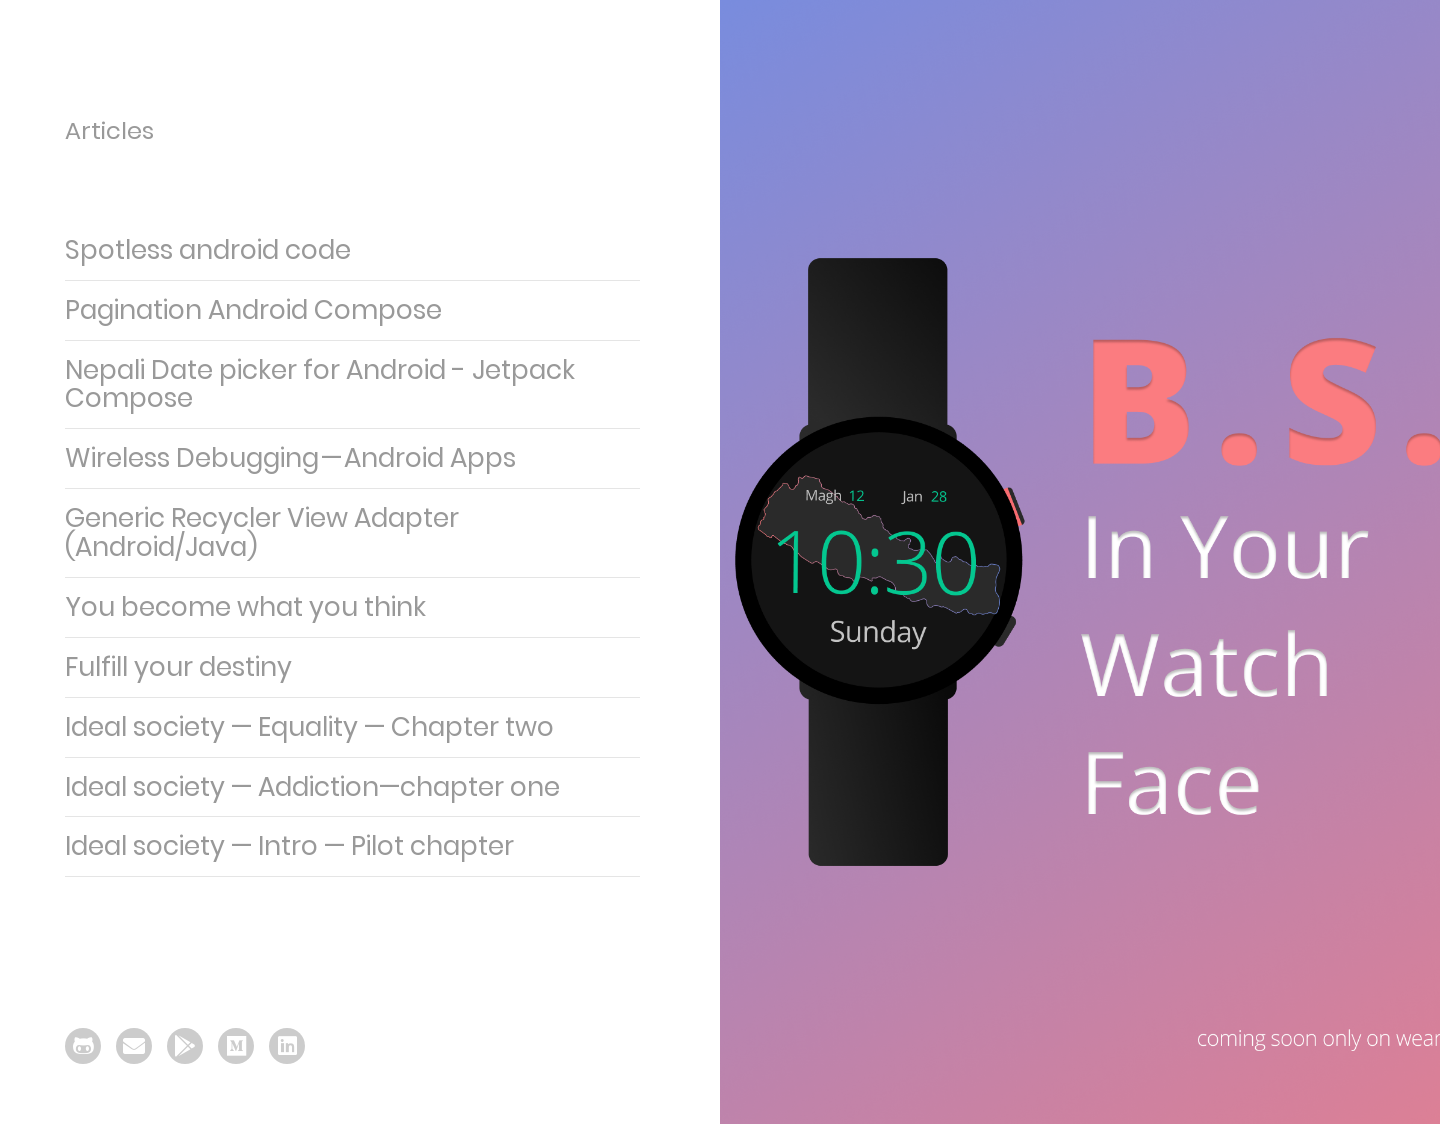 Articles
Spotless android code
Pagination Android Compose
Nepali Date picker for Android - Jetpack
Compose
Wireless Debugging—Android Apps
Generic Recycler View Adapter
(Android/Java)
You become what you think
Fulfill your destiny
Ideal society — Equality — Chapter two
Ideal society — Addiction—chapter one
Ideal society — Intro — Pilot chapter
Magh 12 Jan 28
10:30
Sunday
B.S.
In Your
Watch
Face
coming soon only on wear